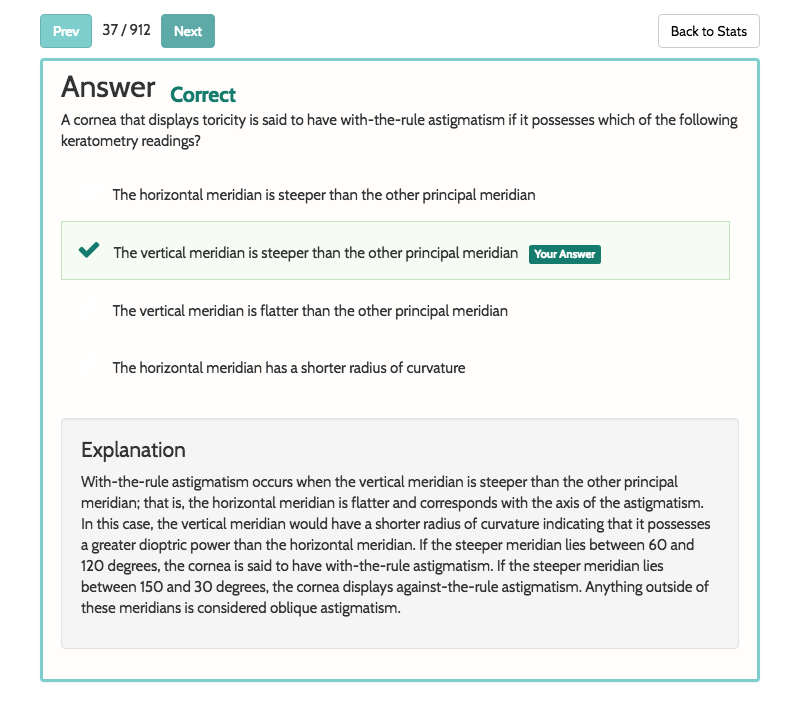 Prev 37 / 912 Next Back to Stats
Answer Correct
A cornea that displays toricity is said to have with-the-rule astigmatism if it possesses which of the following
keratometry readings?
The horizontal meridian is steeper than the other principal meridian
The vertical meridian is steeper than the other principal meridian Your Answer
The vertical meridian is flatter than the other principal meridian
The horizontal meridian has a shorter radius of curvature
Explanation
With-the-rule astigmatism occurs when the vertical meridian is steeper than the other principal
meridian; that is, the horizontal meridian is flatter and corresponds with the axis of the astigmatism.
In this case, the vertical meridian would have a shorter radius of curvature indicating that it possesses
a greater dioptric power than the horizontal meridian. If the steeper meridian lies between 60 and
120 degrees, the cornea is said to have with-the-rule astigmatism. If the steeper meridian lies
between 150 and 30 degrees, the cornea displays against-the-rule astigmatism. Anything outside of
these meridians is considered oblique astigmatism.